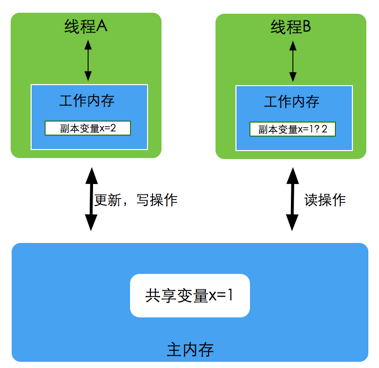 线程A
线程B
工作内存
副本变量x=2
工作内存
副本变量x=1?2
更新，写操作
读操作
共享变量x=1
主内存